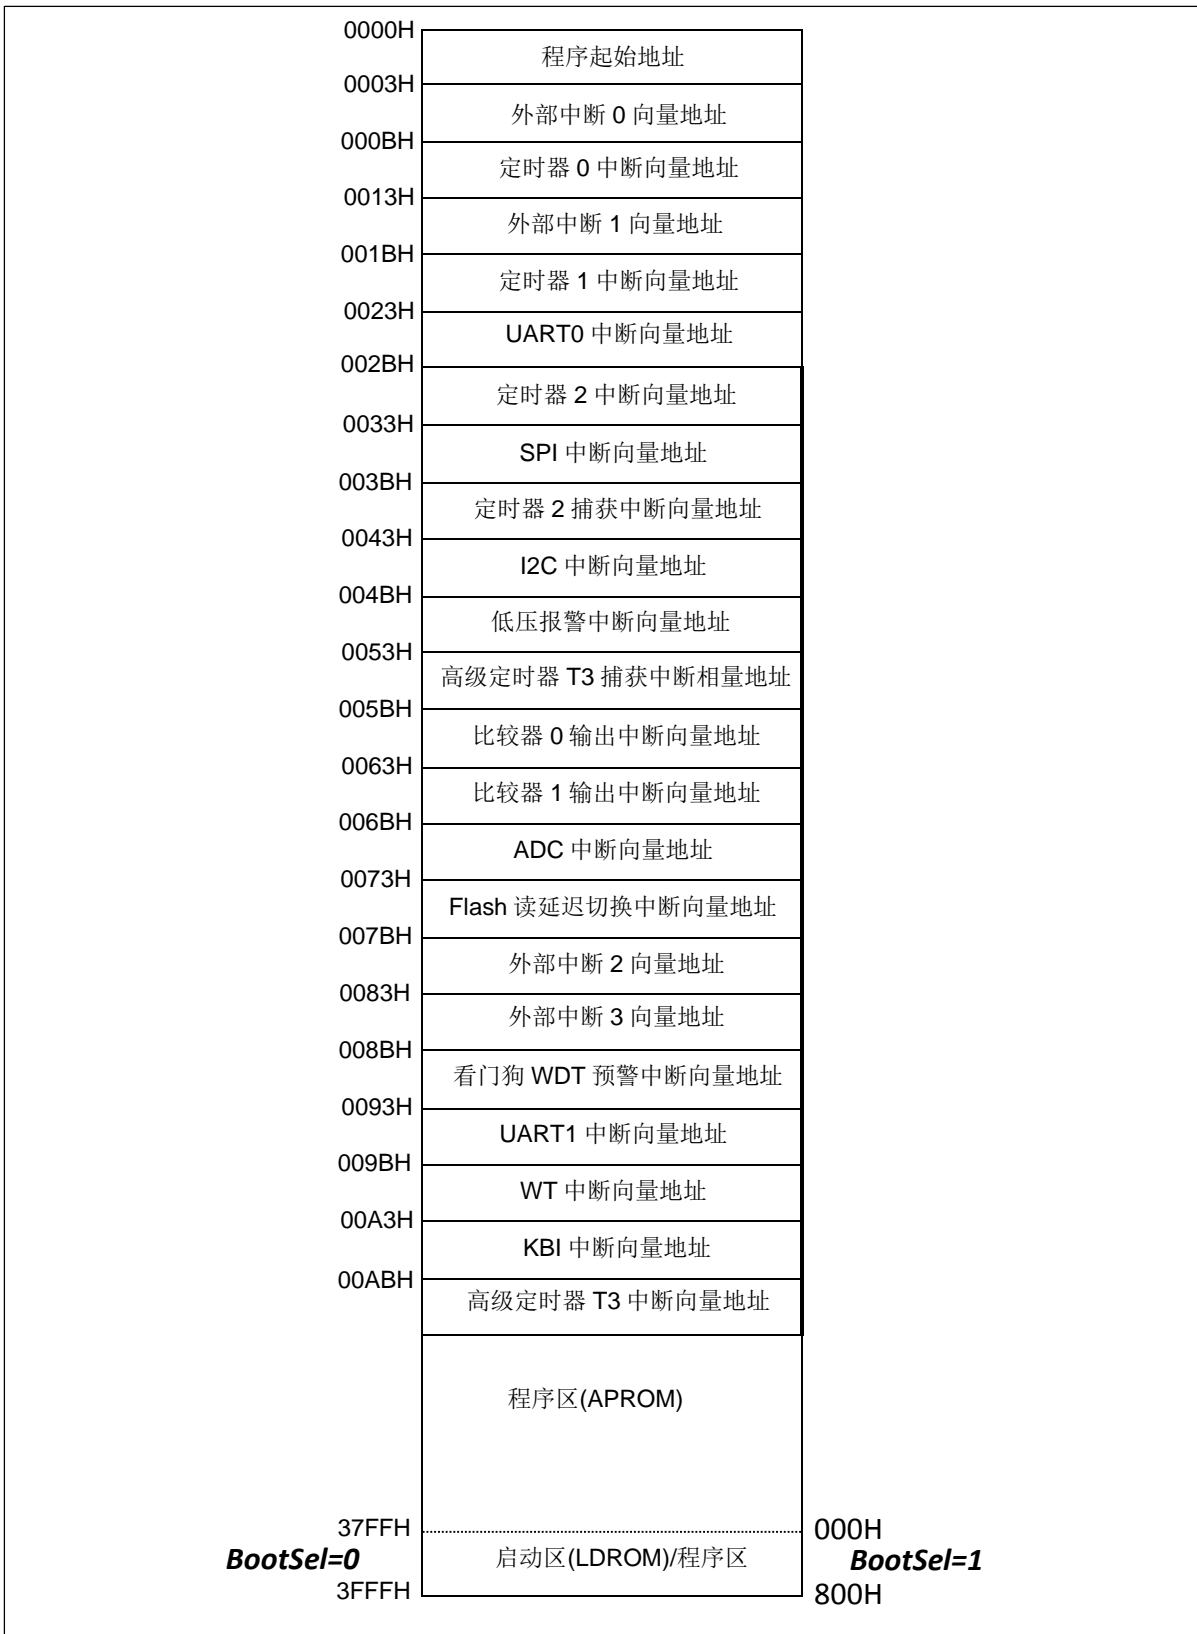 0000H
程序起始地址
0003H
外部中断 0 向量地址
000BH
定时器 0 中断向量地址
0013H
外部中断 1 向量地址
001BH
定时器 1 中断向量地址
0023H
UART0 中断向量地址
002BH
定时器 2 中断向量地址
0033H
SPI 中断向量地址
003BH
定时器 2 捕获中断向量地址
0043H
I2C 中断向量地址
004BH
低压报警中断向量地址
0053H
高级定时器 T3 捕获中断相量地址
005BH
比较器 0 输出中断向量地址
0063H
比较器 1 输出中断向量地址
006BH
ADC 中断向量地址
0073H
Flash 读延迟切换中断向量地址
007BH
外部中断 2 向量地址
0083H
外部中断 3 向量地址
008BH
看门狗 WDT 预警中断向量地址
0093H
UART1 中断向量地址
009BH
WT 中断向量地址
00A3H
KBI 中断向量地址
00ABH
高级定时器 T3 中断向量地址
程序区(APROM)
37FFH 000H
BootSel=0 启动区(LDROM)/程序区 BootSel=1
3FFFH 800H